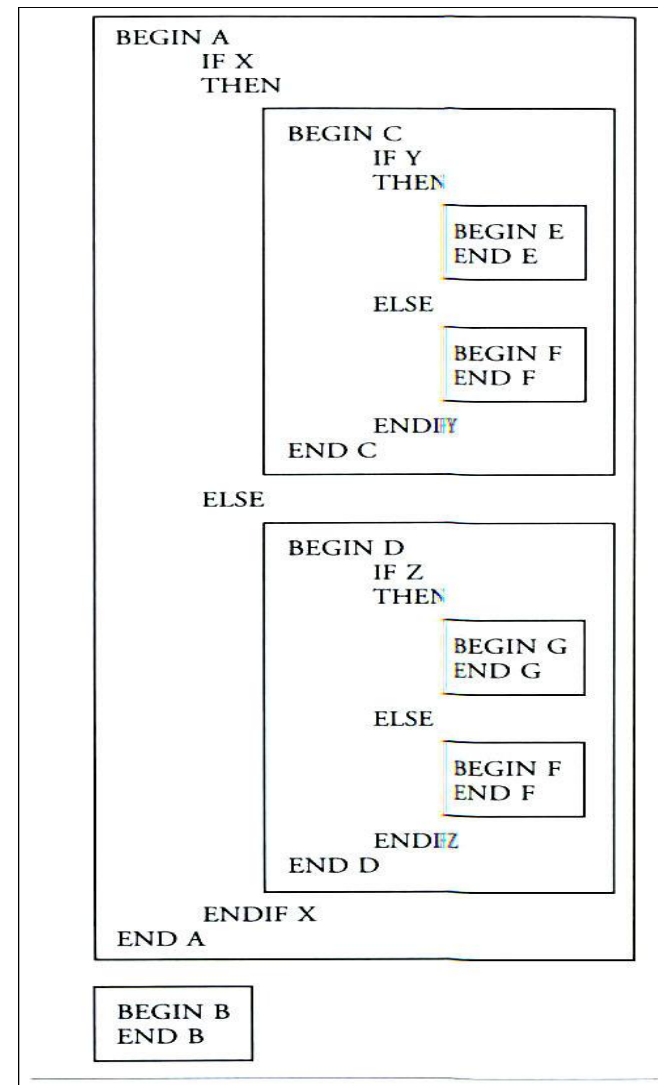 BEGIN A
IF X
THEN
BEGIN C
IF Y
THEN
BEGIN E
END E
ELSE
BEGIN F
END F
ENDIFY
END C
ELSE
BEGIN D
IF Z
THEN
BEGIN G
END G
ELSE
BEGIN F
END F
ENDIFZ
END D
ENDIF X
END A
BEGIN B
END B